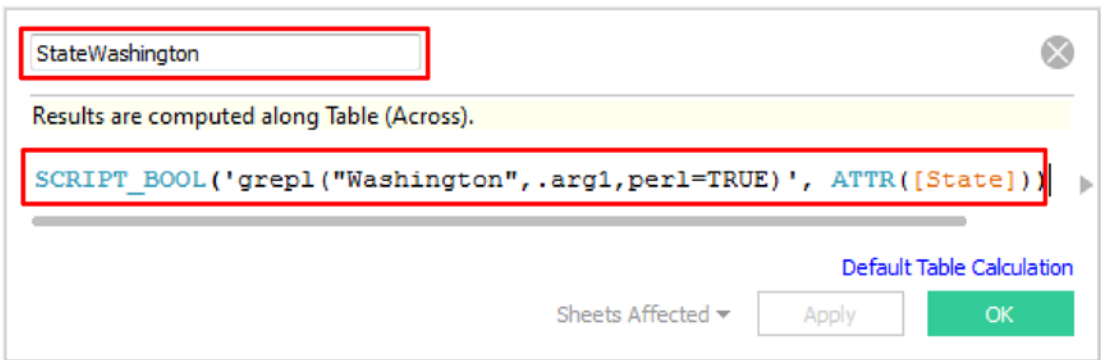 StateWashington
Results are computed along Table (Across).
SCRIPT_BOOL('grepl("Washington",.arg1,perl=TRUE)', ATTR([State]))
Default Table Calculation
Sheets Affected Apply OK